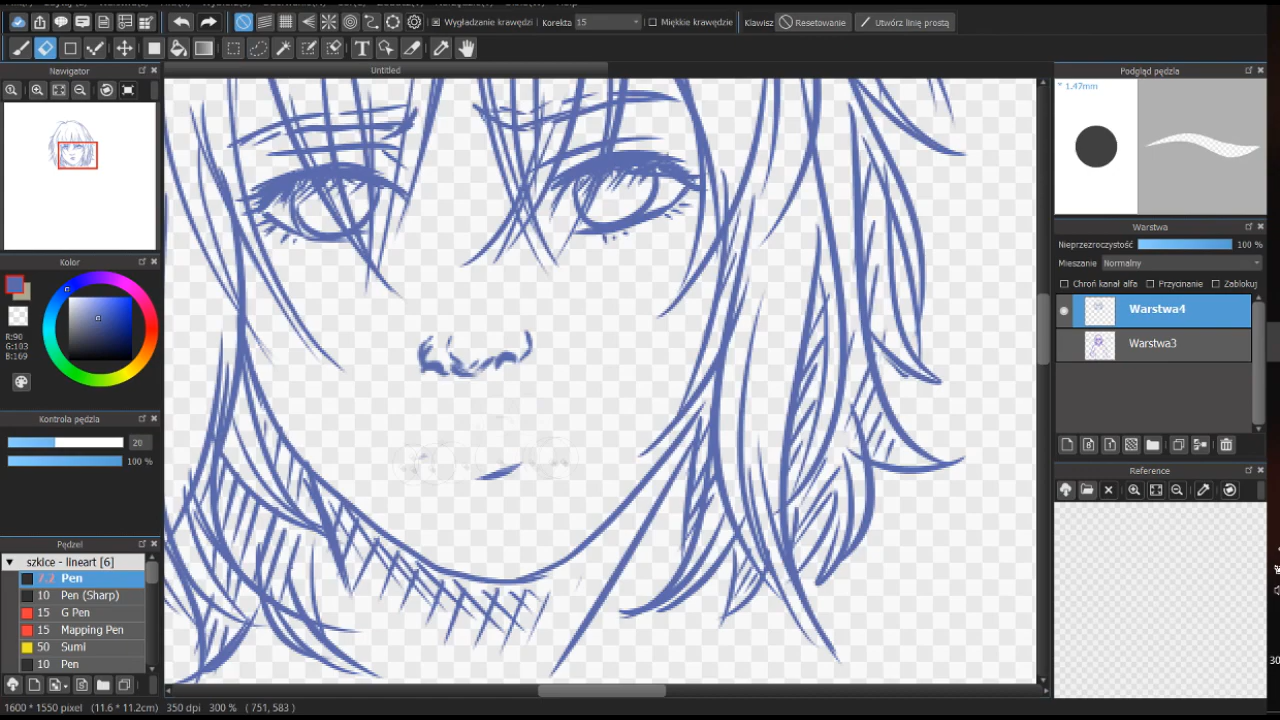 Wygładzanie krawędzi Korekta 15 Miękkie krawędzie Klawisz Resetowanie Utwórz linię prostą
Nawigator
Untitled
Podgląd pędzla
1.47mm
Warstwa
Nieprzezroczystość 100 %
Mieszanie Normalny
Chroń kanał alfa Przycinanie Zablokuj
Warstwa4
Warstwa3
Kolor
R:90
G:103
B:169
Kontrola pędzla
20
100 %
Reference
Pędzel
szkice - lineart [6]
7.2 Pen
10 Pen (Sharp)
15 G Pen
15 Mapping Pen
50 Sumi
10 Pen
1600 * 1550 pixel (11.6 * 11.2cm) 350 dpi 300 % ( 751, 583 )
30